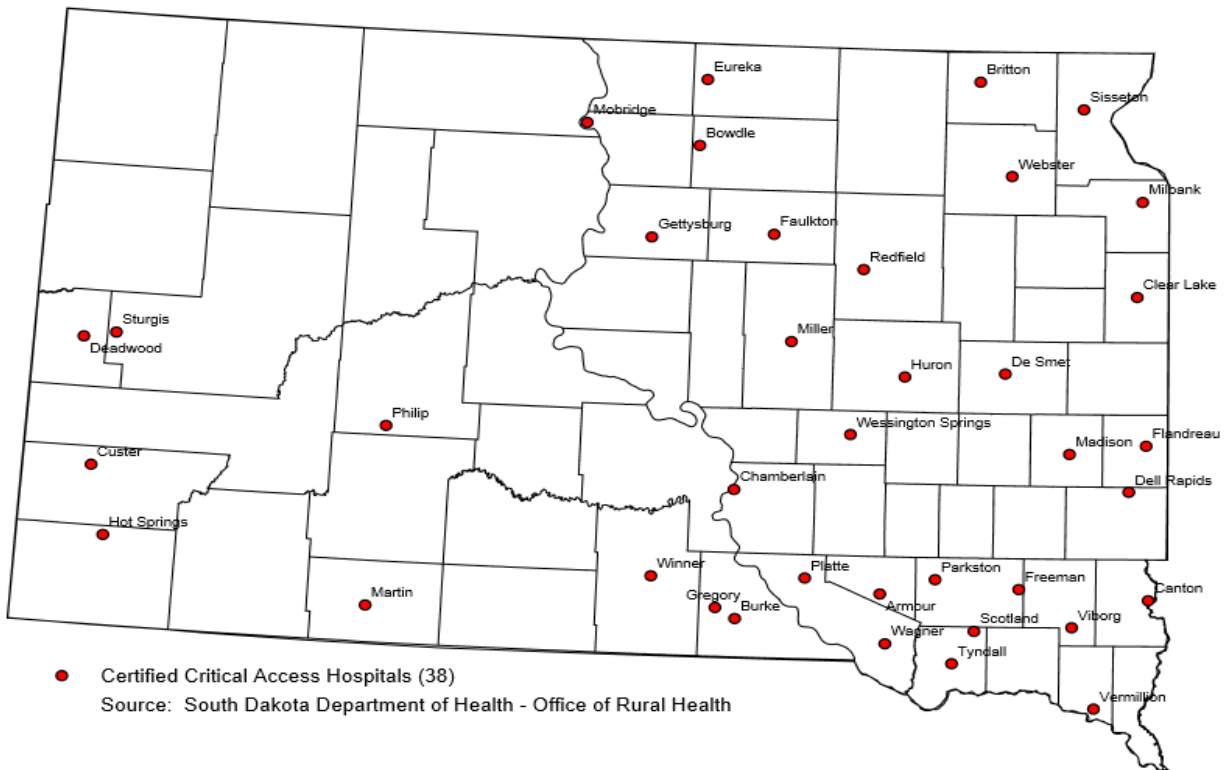 Eureka
Britton
Sisseton
Mobridge
Bowdle
Webster
Milbank
Gettysburg
Faulkton
Redfield
Clear Lake
Sturgis
Deadwood
Miller
Huron
De Smet
Philip
Wessington Springs
Madison
Flandreau
Custer
Chamberlain
Dell Rapids
Hot Springs
Winner
Platte
Parkston
Freeman
Canton
Martin
Gregory
Burke
Armour
Scotland
Viborg
Wagner
Tyndall
Vermillion
Certified Critical Access Hospitals (38)
Source: South Dakota Department of Health - Office of Rural Health